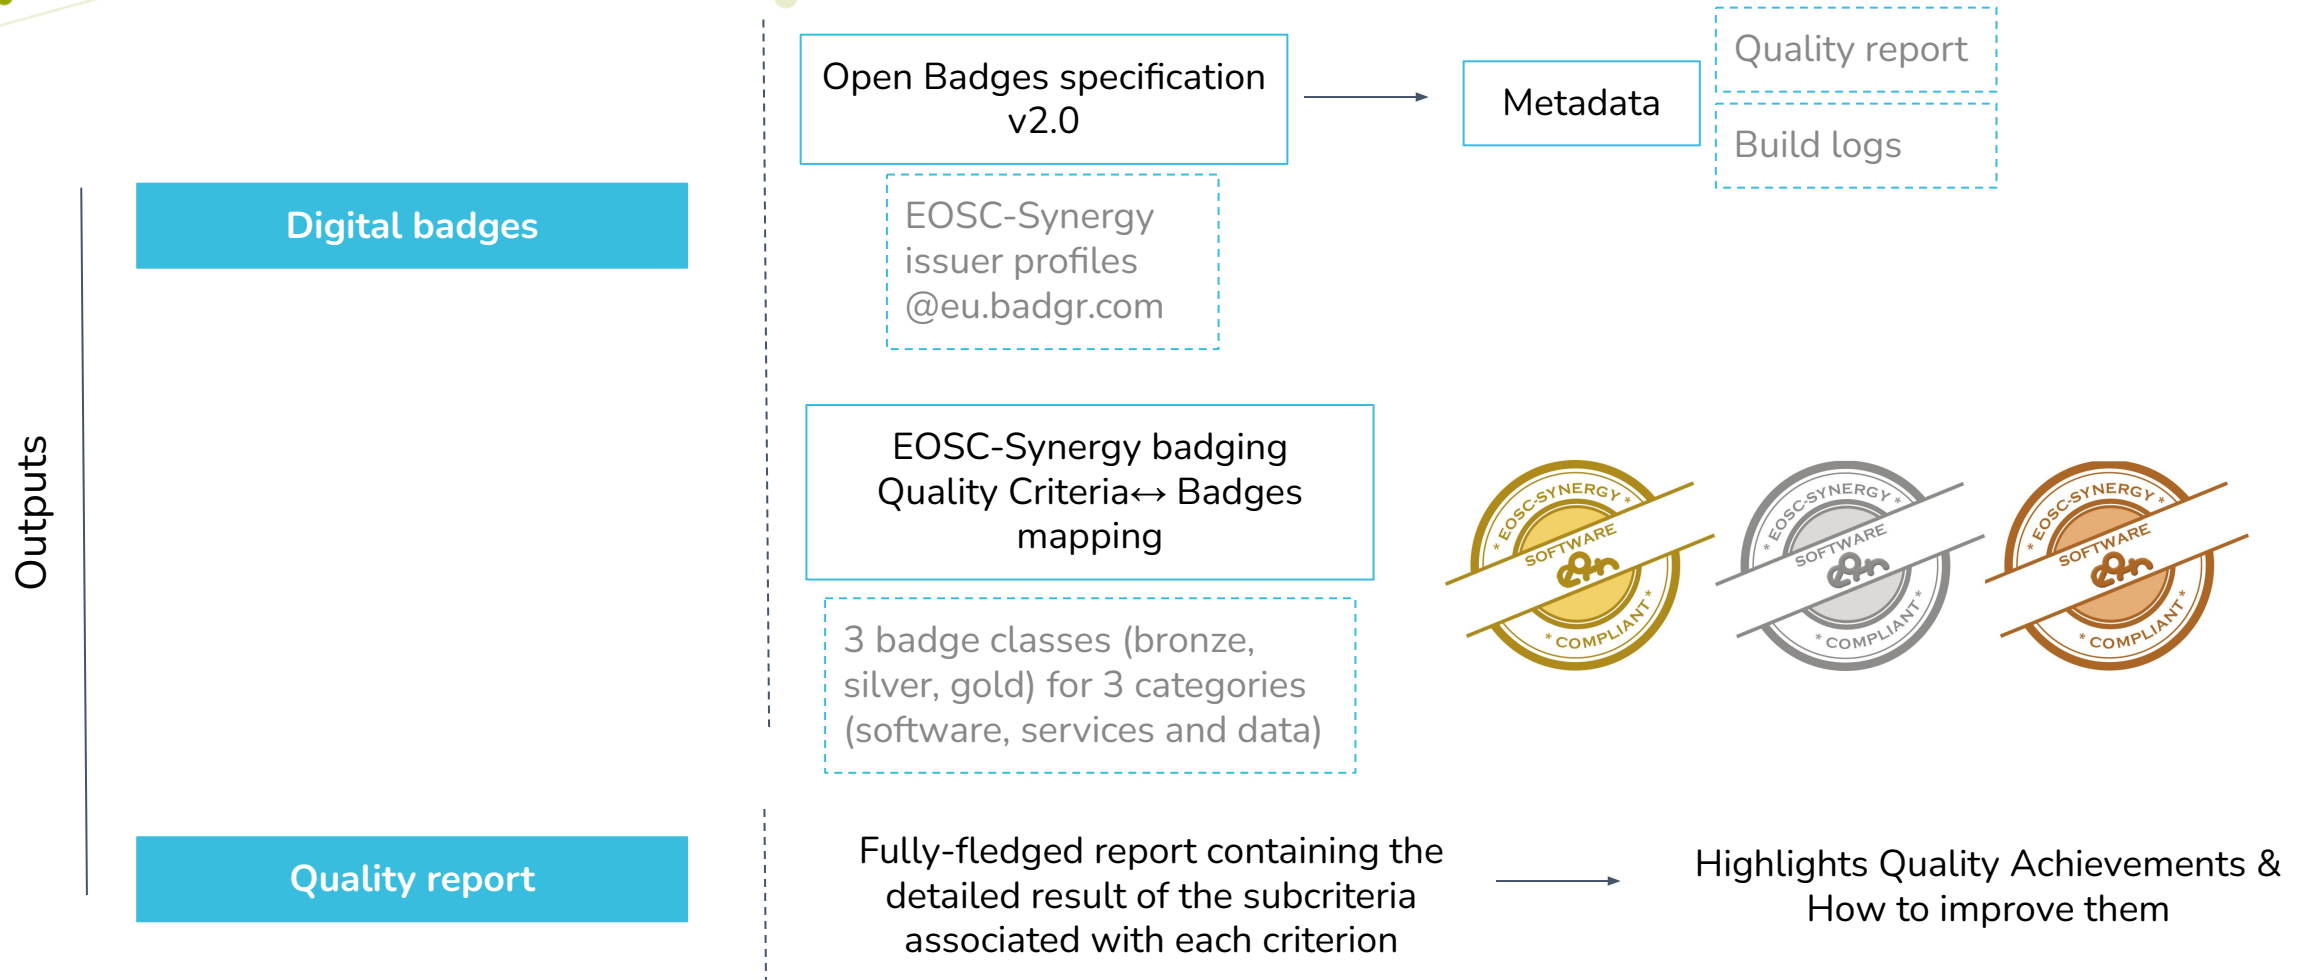 Outputs
Digital badges
Open Badges specification
v2.0
Metadata
Quality report
Build logs
EOSC-Synergy
issuer profiles
@eu.badgr.com
EOSC-Synergy badging
Quality Criteria↔ Badges
mapping
3 badge classes (bronze,
silver, gold) for 3 categories
(software, services and data)
* EOSC-SYNERGY *
SOFTWARE
* COMPLIANT *
* EOSC-SYNERGY *
SOFTWARE
* COMPLIANT *
* EOSC-SYNERGY *
SOFTWARE
* COMPLIANT *
Quality report
Fully-fledged report containing the
detailed result of the subcriteria
associated with each criterion
Highlights Quality Achievements &
How to improve them